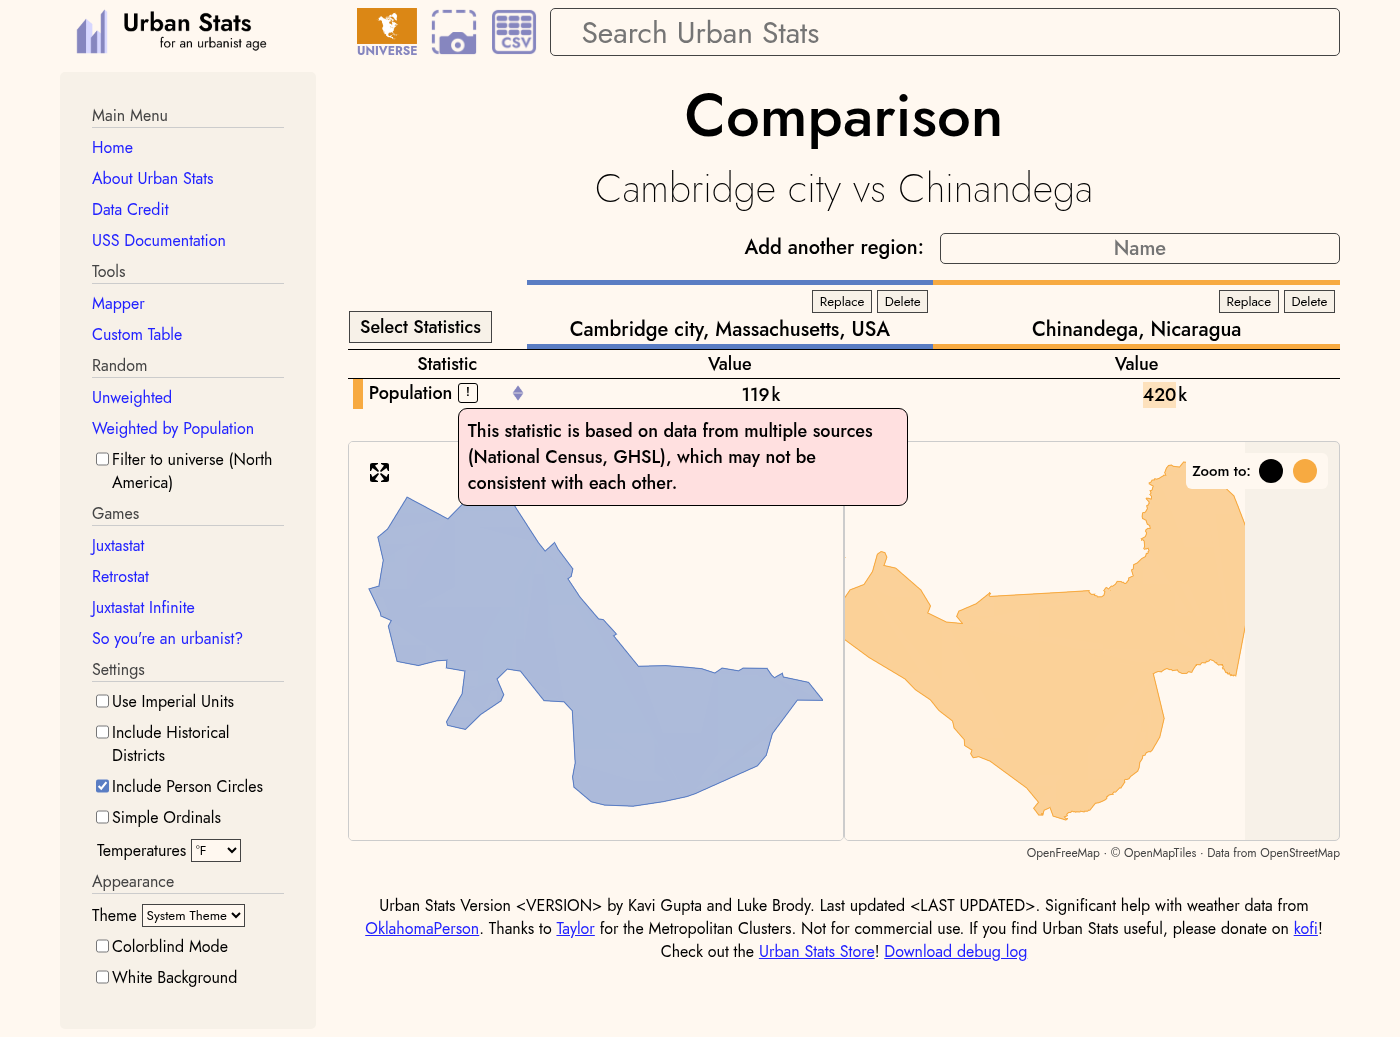 Urban Stats
for an urbanist age
UNIVERSE
CSV
Search Urban Stats
Main Menu
Home
About Urban Stats
Data Credit
USS Documentation
Tools
Mapper
Custom Table
Random
Unweighted
Weighted by Population
Filter to universe (North
America)
Games
Juxtastat
Retrostat
Juxtastat Infinite
So you're an urbanist?
Settings
Use Imperial Units
Include Historical
Districts
Include Person Circles
Simple Ordinals
Temperatures °F
Appearance
Theme System Theme
Colorblind Mode
White Background
Comparison
Cambridge city vs Chinandega
Add another region: Name
Replace Delete Replace Delete
Select Statistics Cambridge city, Massachusetts, USA Chinandega, Nicaragua
Statistic Value Value
Population ! 119k 420k
This statistic is based on data from multiple sources
(National Census, GHSL), which may not be
consistent with each other.
Zoom to:
OpenFreeMap · © OpenMapTiles · Data from OpenStreetMap
Urban Stats Version <VERSION> by Kavi Gupta and Luke Brody. Last updated <LAST UPDATED>. Significant help with weather data from
OklahomaPerson. Thanks to Taylor for the Metropolitan Clusters. Not for commercial use. If you find Urban Stats useful, please donate on kofi!
Check out the Urban Stats Store! Download debug log